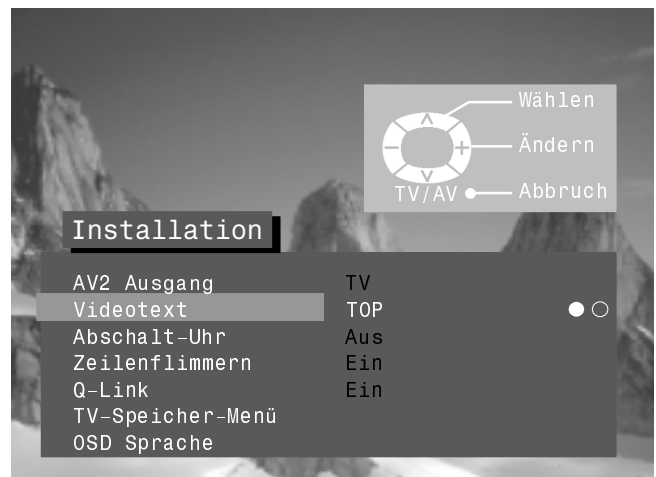 Wählen
Ändern
TV/AV Abbruch
Installation
AV2 Ausgang TV
Videotext TOP
Abschalt-Uhr Aus
Zeilenflimmern Ein
Q-Link Ein
TV-Speicher-Menü
OSD Sprache